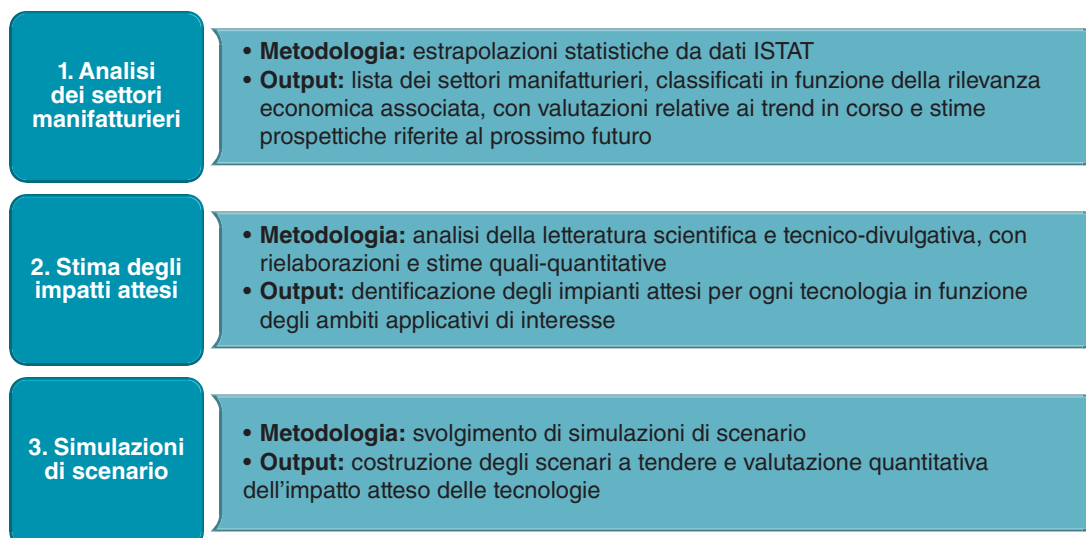 1. Analisi
dei settori
manifatturieri
• Metodologia: estrapolazioni statistiche da dati ISTAT
• Output: lista dei settori manifatturieri, classificati in funzione della rilevanza
economica associata, con valutazioni relative ai trend in corso e stime
prospettiche riferite al prossimo futuro
2. Stima degli
impatti attesi
• Metodologia: analisi della letteratura scientifica e tecnico-divulgativa, con
rielaborazioni e stime quali-quantitative
• Output: dentificazione degli impianti attesi per ogni tecnologia in funzione
degli ambiti applicativi di interesse
3. Simulazioni
di scenario
• Metodologia: svolgimento di simulazioni di scenario
• Output: costruzione degli scenari a tendere e valutazione quantitativa
dell'impatto atteso delle tecnologie